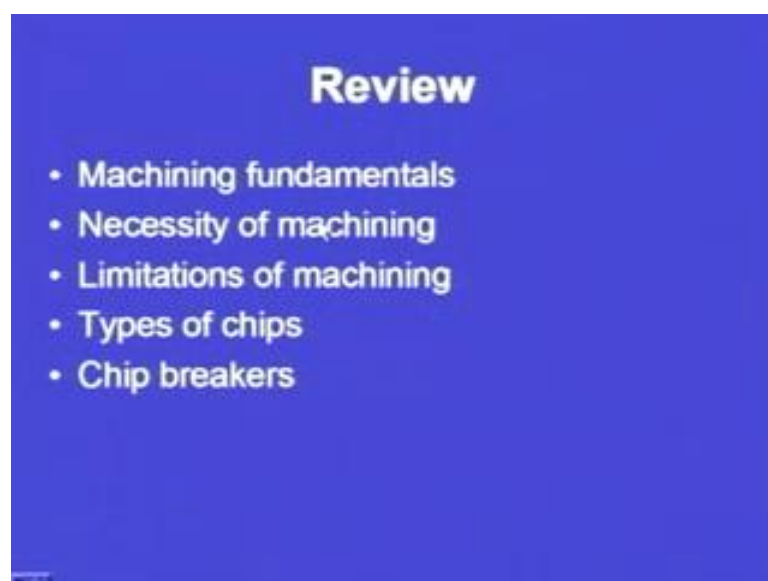 Review
• Machining fundamentals
• Necessity of machining
• Limitations of machining
• Types of chips
• Chip breakers